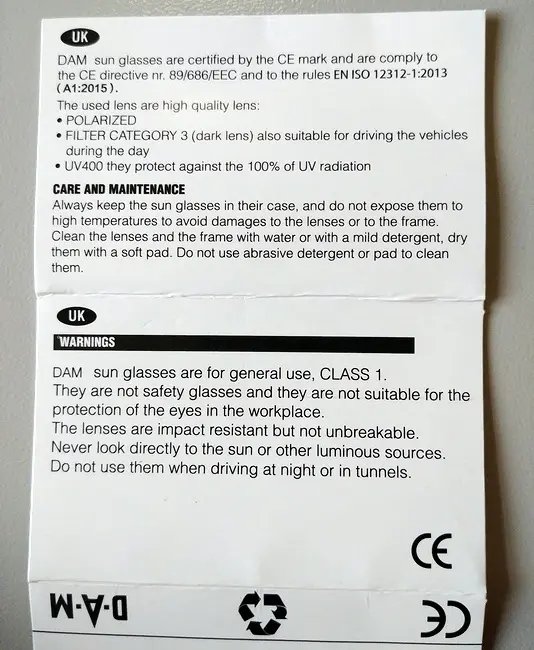 UK
DAM sun glasses are certified by the CE mark and are comply to
the CE directive nr. 89/686/EEC and to the rules EN ISO 12312-1:2013
(A1:2015).
The used lens are high quality lens:
• POLARIZED
• FILTER CATEGORY 3 (dark lens) also suitable for driving the vehicles
during the day
• UV400 they protect against the 100% of UV radiation
CARE AND MAINTENANCE
Always keep the sun glasses in their case, and do not expose them to
high temperatures to avoid damages to the lenses or to the frame.
Clean the lenses and the frame with water or with a mild detergent, dry
them with a soft pad. Do not use abrasive detergent or pad to clean
them.
UK
WARNINGS
DAM sun glasses are for general use, CLASS 1.
They are not safety glasses and they are not suitable for the
protection of the eyes in the workplace.
The lenses are impact resistant but not unbreakable.
Never look directly to the sun or other luminous sources.
Do not use them when driving at night or in tunnels.
CE
D·A·M
CE